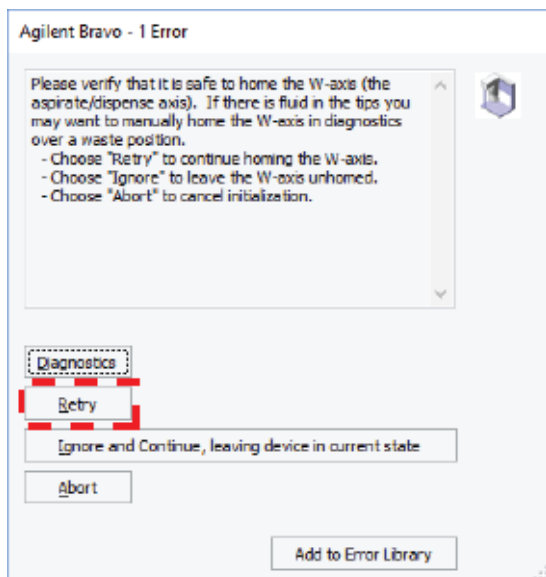 Agilent Bravo - 1 Error
Please verify that it is safe to home the W-axis (the
aspirate/dispense axis). If there is fluid in the tips you
may want to manually home the W-axis in diagnostics
over a waste position.
- Choose "Retry" to continue homing the W-axis.
- Choose "Ignore" to leave the W-axis unhomed.
- Choose "Abort" to cancel initialization.
Diagnostics
Retry
Ignore and Continue, leaving device in current state
Abort
Add to Error Library